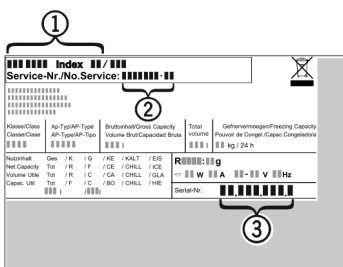 1
Index /
Service-Nr./No.Service: -
2
Klasse/Class Ap-Typ/AP-Type Bruttoinhalt/Gross Capacity Total Gefriervermoegen/Freezing Capacity
Classe/Clase AP-Type/AP-Tipo Volume Brut/Capacidad Bruta volume Pouvoir de Congel./Capac.Congeladora
l l kg / 24 h
Nutzinhalt Ges / K / G / KE / KALT / EIS R : g
Net.Capacity Tot / R / F / CE / CHILL / ICE
Volume Utile Tot / R / C / CA / CHILL / GLA W A - V Hz
Capac. Util Tot / F / C / BO / CHILL / HIE
l / l Serial-Nr. . . .
3